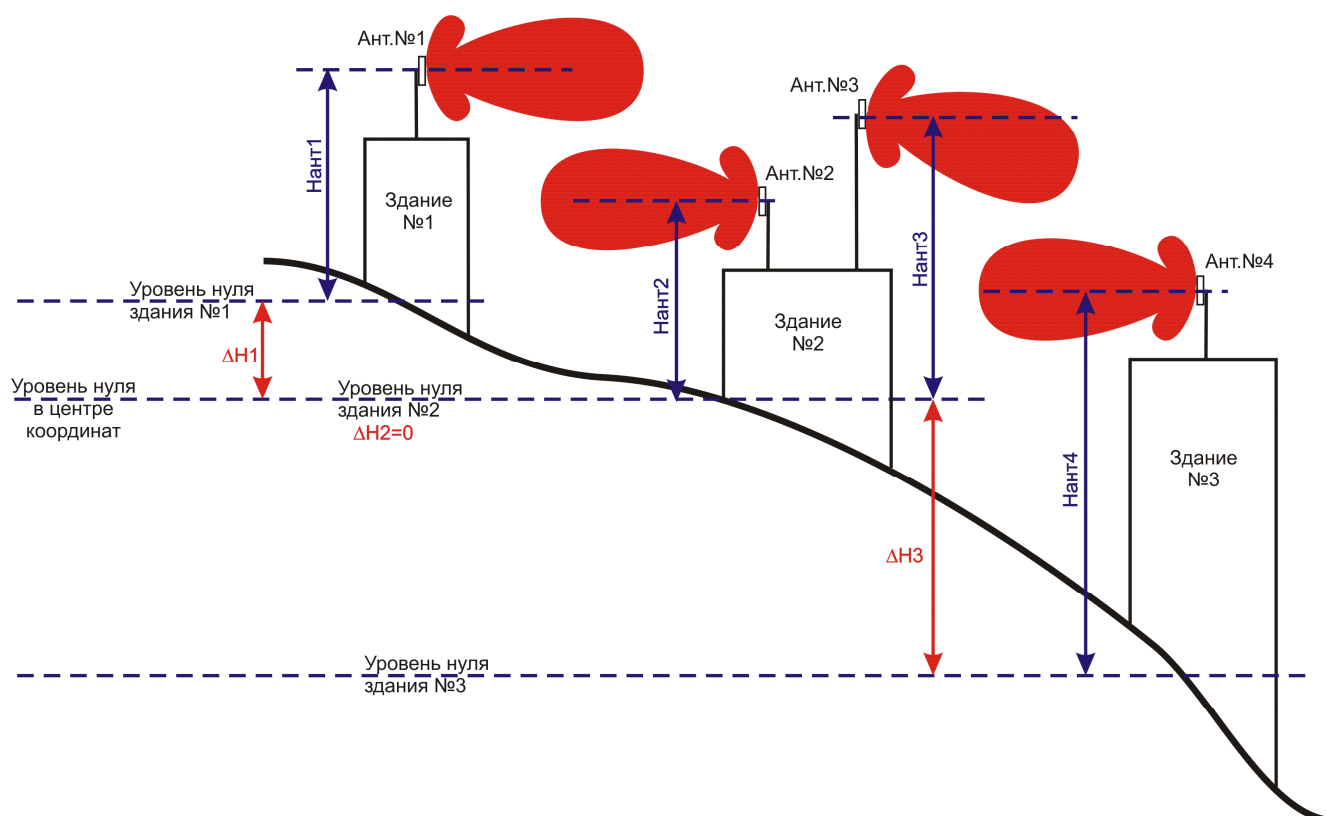 Ант.№1
Нант1
Здание
№1
Уровень нуля
здания №1
ΔH1
Уровень нуля
в центре
координат
Уровень нуля
здания №2
ΔH2=0
Ант.№2
Нант2
Ант.№3
Нант3
Здание
№2
Ант.№4
Нант4
Здание
№3
ΔH3
Уровень нуля
здания №3